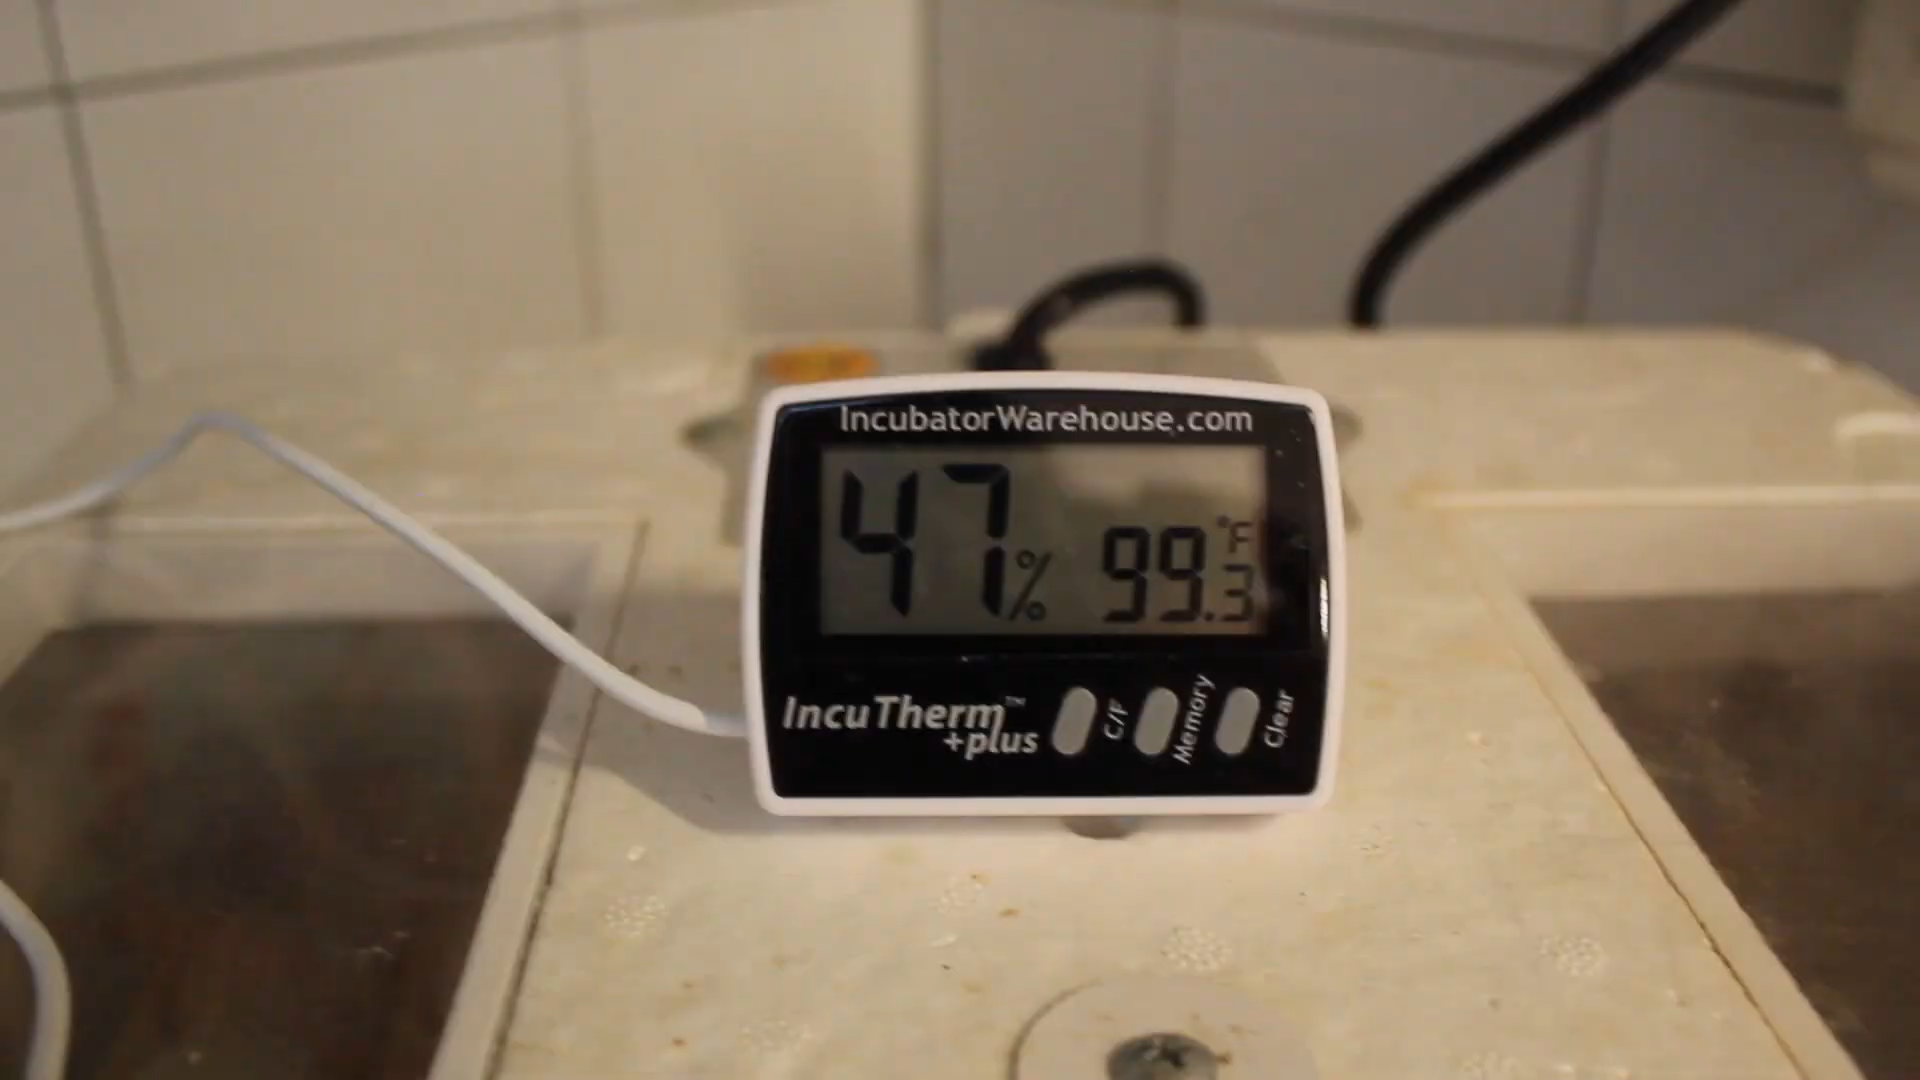 IncubatorWarehouse.com
47% 99.3 °F
IncuTherm™
+plus
C/F
Memory
Clear